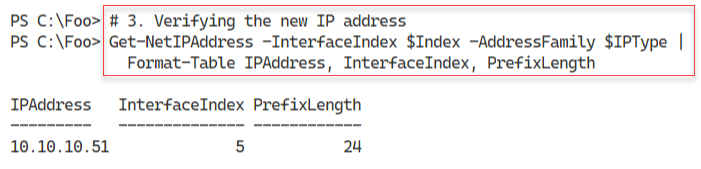 PS C:\Foo> # 3. Verifying the new IP address
PS C:\Foo> Get-NetIPAddress -InterfaceIndex $Index -AddressFamily $IPType |
Format-Table IPAddress, InterfaceIndex, PrefixLength
IPAddress InterfaceIndex PrefixLength
--------- -------------- ------------
10.10.10.51 5 24